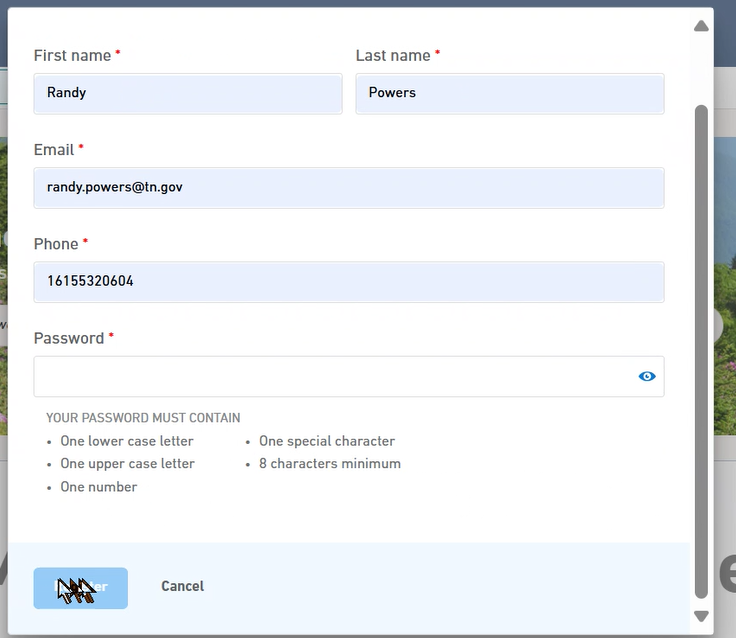 First name * Last name *
Randy Powers
Email *
randy.powers@tn.gov
Phone *
16155320604
Password *
YOUR PASSWORD MUST CONTAIN
• One lower case letter • One special character
• One upper case letter • 8 characters minimum
• One number
Cancel